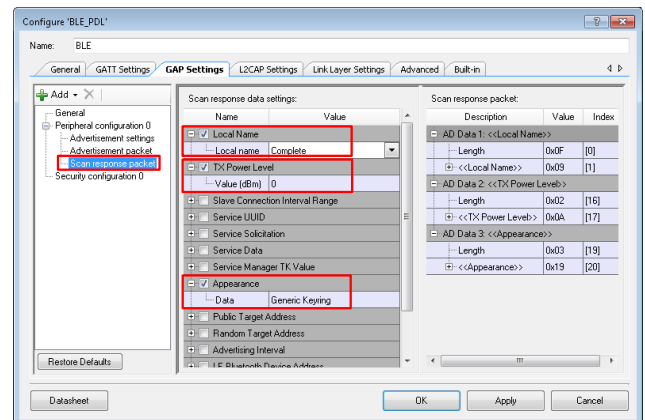 Configure 'BLE_PDL'
Name: BLE
General GATT Settings GAP Settings L2CAP Settings Link Layer Settings Advanced Built-in
Add
General
Peripheral configuration 0
Advertisement settings
Advertisement packet
Scan response packet
Security configuration 0
Restore Defaults
Scan response data settings:
Name Value
Local Name
Local name Complete
TX Power Level
Value (dBm) 0
Slave Connection Interval Range
Service UUID
Service Solicitation
Service Data
Service Manager TK Value
Appearance
Data Generic Keyring
Public Target Address
Random Target Address
Advertising Interval
LE Bluetooth Device Address
Scan response packet:
Description Value Index
AD Data 1: <<Local Name>>
Length 0x0F [0]
<<Local Name>> 0x09 [1]
AD Data 2: <<TX Power Level>>
Length 0x02 [16]
<<TX Power Level>> 0x0A [17]
AD Data 3: <<Appearance>>
Length 0x03 [19]
<<Appearance>> 0x19 [20]
Datasheet OK Apply Cancel